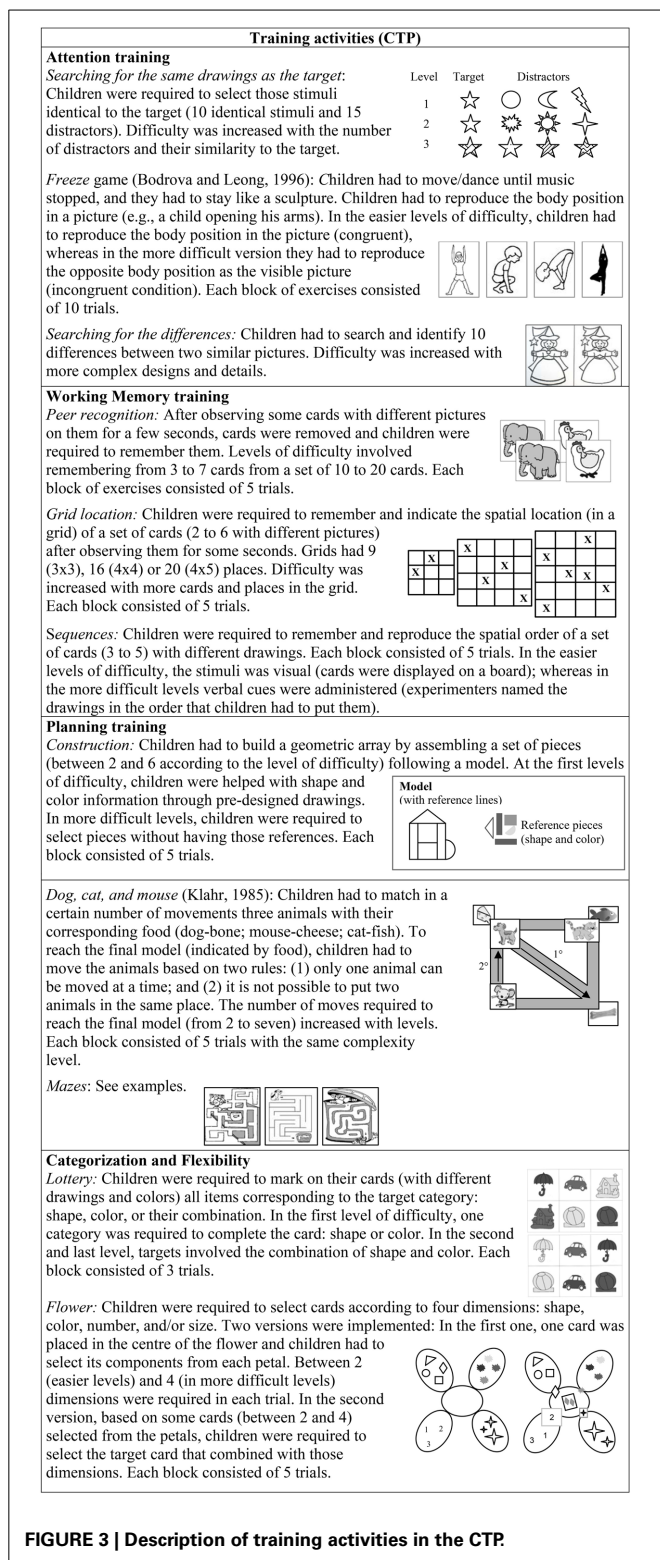 Training activities (CTP)
Attention training
Searching for the same drawings as the target:
Children were required to select those stimuli
identical to the target (10 identical stimuli and 15
distractors). Difficulty was increased with the number
of distractors and their similarity to the target.
Level Target Distractors
1
2
3
Freeze game (Bodrova and Leong, 1996): Children had to move/dance until music
stopped, and they had to stay like a sculpture. Children had to reproduce the body position
in a picture (e.g., a child opening his arms). In the easier levels of difficulty, children had
to reproduce the body position in the picture (congruent),
whereas in the more difficult version they had to reproduce
the opposite body position as the visible picture
(incongruent condition). Each block of exercises consisted
of 10 trials.
Searching for the differences: Children had to search and identify 10
differences between two similar pictures. Difficulty was increased with
more complex designs and details.
Working Memory training
Peer recognition: After observing some cards with different pictures
on them for a few seconds, cards were removed and children were
required to remember them. Levels of difficulty involved
remembering from 3 to 7 cards from a set of 10 to 20 cards. Each
block of exercises consisted of 5 trials.
Grid location: Children were required to remember and indicate the spatial location (in a
grid) of a set of cards (2 to 6 with different pictures)
after observing them for some seconds. Grids had 9
(3x3), 16 (4x4) or 20 (4x5) places. Difficulty was
increased with more cards and places in the grid.
Each block consisted of 5 trials.
X
X
X
X
X
X
X
X
X X
X
X
Sequences: Children were required to remember and reproduce the spatial order of a set
of cards (3 to 5) with different drawings. Each block consisted of 5 trials. In the easier
levels of difficulty, the stimuli was visual (cards were displayed on a board); whereas in
the more difficult levels verbal cues were administered (experimenters named the
drawings in the order that children had to put them).
Planning training
Construction: Children had to build a geometric array by assembling a set of pieces
(between 2 and 6 according to the level of difficulty) following a model. At the first levels
of difficulty, children were helped with shape and
color information through pre-designed drawings.
In more difficult levels, children were required to
select pieces without having those references. Each
block consisted of 5 trials.
Model
(with reference lines)
Reference pieces
(shape and color)
Dog, cat, and mouse (Klahr, 1985): Children had to match in a
certain number of movements three animals with their
corresponding food (dog-bone; mouse-cheese; cat-fish). To
reach the final model (indicated by food), children had to
move the animals based on two rules: (1) only one animal can
be moved at a time; and (2) it is not possible to put two
animals in the same place. The number of moves required to
reach the final model (from 2 to seven) increased with levels.
Each block consisted of 5 trials with the same complexity
level.
1°
2°
Mazes: See examples.
Categorization and Flexibility
Lottery: Children were required to mark on their cards (with different
drawings and colors) all items corresponding to the target category:
shape, color, or their combination. In the first level of difficulty, one
category was required to complete the card: shape or color. In the second
and last level, targets involved the combination of shape and color. Each
block consisted of 3 trials.
Flower: Children were required to select cards according to four dimensions: shape,
color, number, and/or size. Two versions were implemented: In the first one, one card was
placed in the centre of the flower and children had to
select its components from each petal. Between 2
(easier levels) and 4 (in more difficult levels)
dimensions were required in each trial. In the second
version, based on some cards (between 2 and 4)
selected from the petals, children were required to
select the target card that combined with those
dimensions. Each block consisted of 5 trials.
1 2
3
2
3 1
FIGURE 3 | Description of training activities in the CTP.